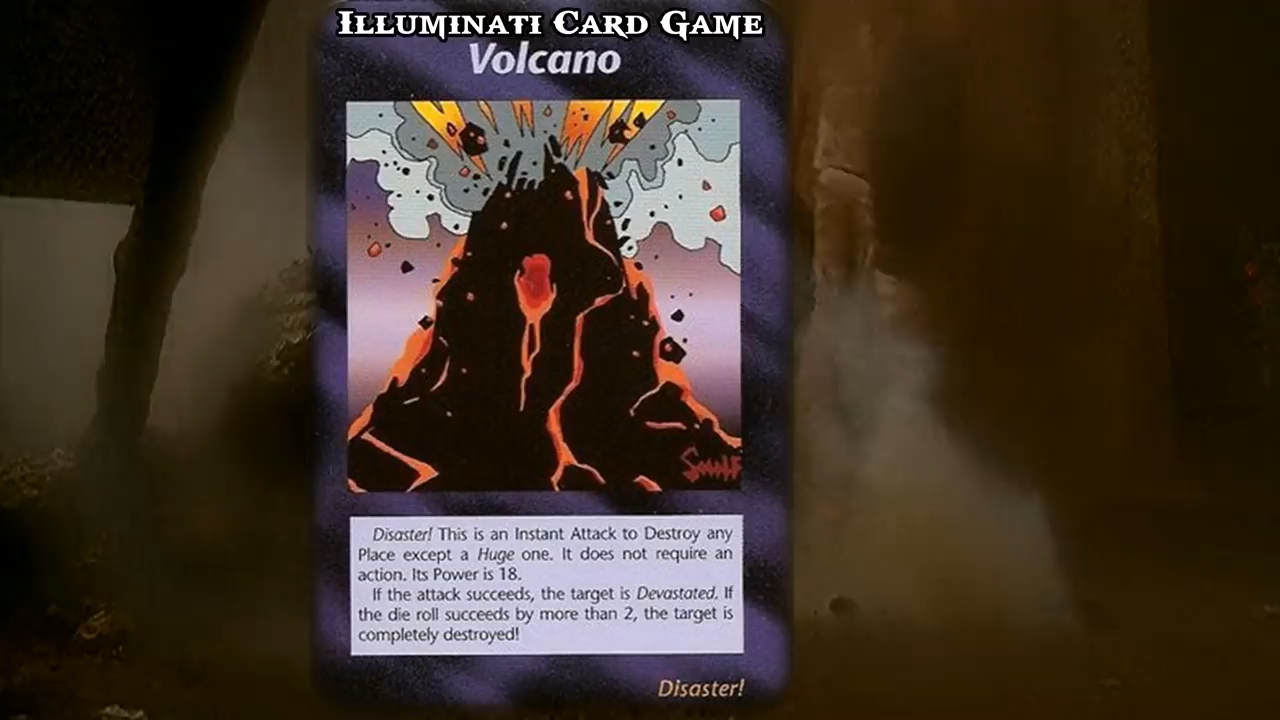 Illuminati Card Game
Volcano
Disaster! This is an Instant Attack to Destroy any
Place except a Huge one. It does not require an
action. Its Power is 18.
If the attack succeeds, the target is Devastated. If
the die roll succeeds by more than 2, the target is
completely destroyed!
Disaster!